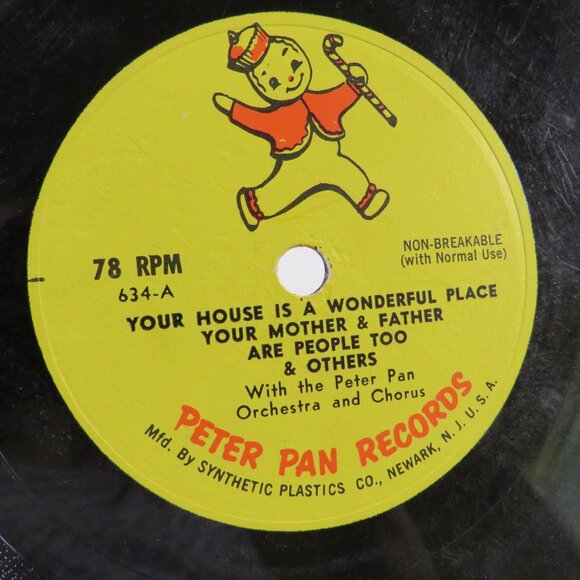 78 RPM
634-A
NON-BREAKABLE
(with Normal Use)
YOUR HOUSE IS A WONDERFUL PLACE
YOUR MOTHER & FATHER
ARE PEOPLE TOO
& OTHERS
With the Peter Pan
Orchestra and Chorus
PETER PAN RECORDS
Mfd. By SYNTHETIC PLASTICS CO., NEWARK, N. J. U. S. A.